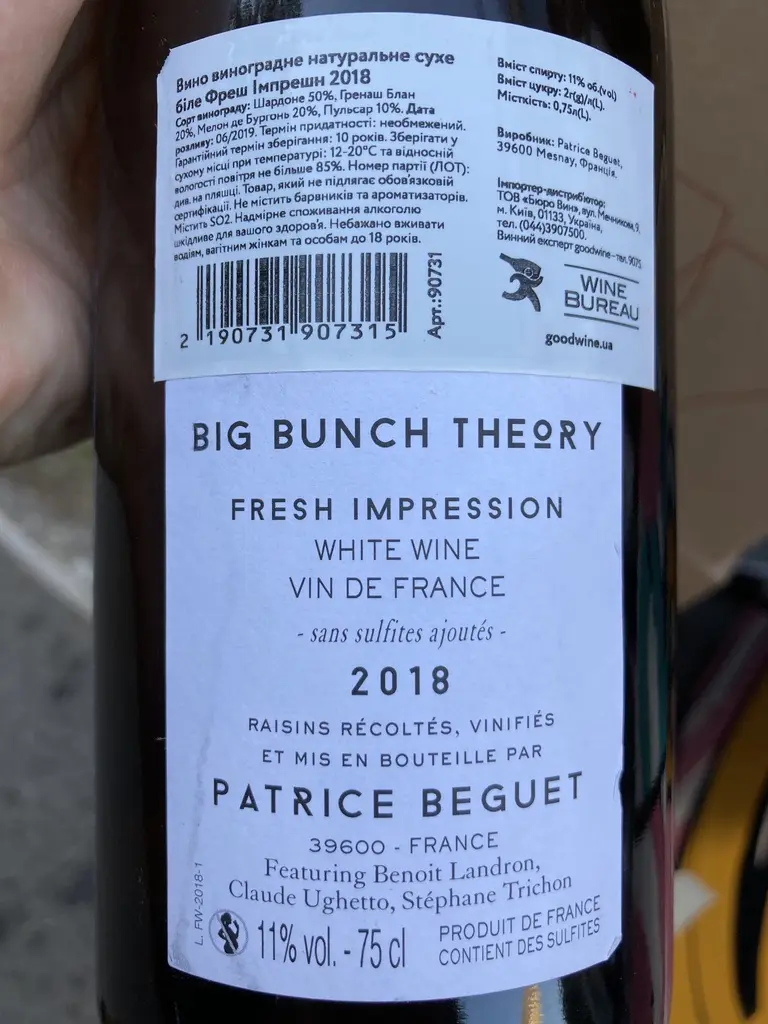 Вино виноградне натуральне сухе
біле Фреш Імпрешн 2018
Сорт винограду: Шардоне 50%, Гренаш Блан
20%, Мелон де Бургонь 20%, Пульсар 10%. Дата
розливу: 06/2019. Термін придатності: необмежений.
Гарантійний термін зберігання: 10 років. Зберігати у
сухому місці при температурі: 12-20°С та відносній
вологості повітря не більше 85%. Номер партії (ЛОТ):
див. на пляшці. Товар, який не підлягає обов'язковій
сертифікації. Не містить барвників та ароматизаторів.
Містить SO2. Надмірне споживання алкоголю
шкідливе для вашого здоров'я. Небажано вживати
водіям, вагітним жінкам та особам до 18 років.
2 190731 907315
Арт.:90731
Вміст спирту: 11% об.(vol)
Вміст цукру: 2г(g)/л(L).
Місткість: 0,75л(L).
Виробник: Patrice Beguet,
39600 Mesnay, Франція.
Імпортер-дистриб'ютор:
ТОВ «Бюро Вин», вул. Мечникова, 9,
м. Київ, 01133, Україна,
тел. (044)3907500.
Винний експерт goodwine – тел. 9075
WINE
BUREAU
goodwine.ua
BIG BUNCH THEORY
FRESH IMPRESSION
WHITE WINE
VIN DE FRANCE
- sans sulfites ajoutés -
2018
RAISINS RÉCOLTÉS, VINIFIÉS
ET MIS EN BOUTEILLE PAR
PATRICE BEGUET
39600 - FRANCE
Featuring Benoit Landron,
Claude Ughetto, Stéphane Trichon
L. FW-2018-1
11% vol. - 75 cl
PRODUIT DE FRANCE
CONTIENT DES SULFITES